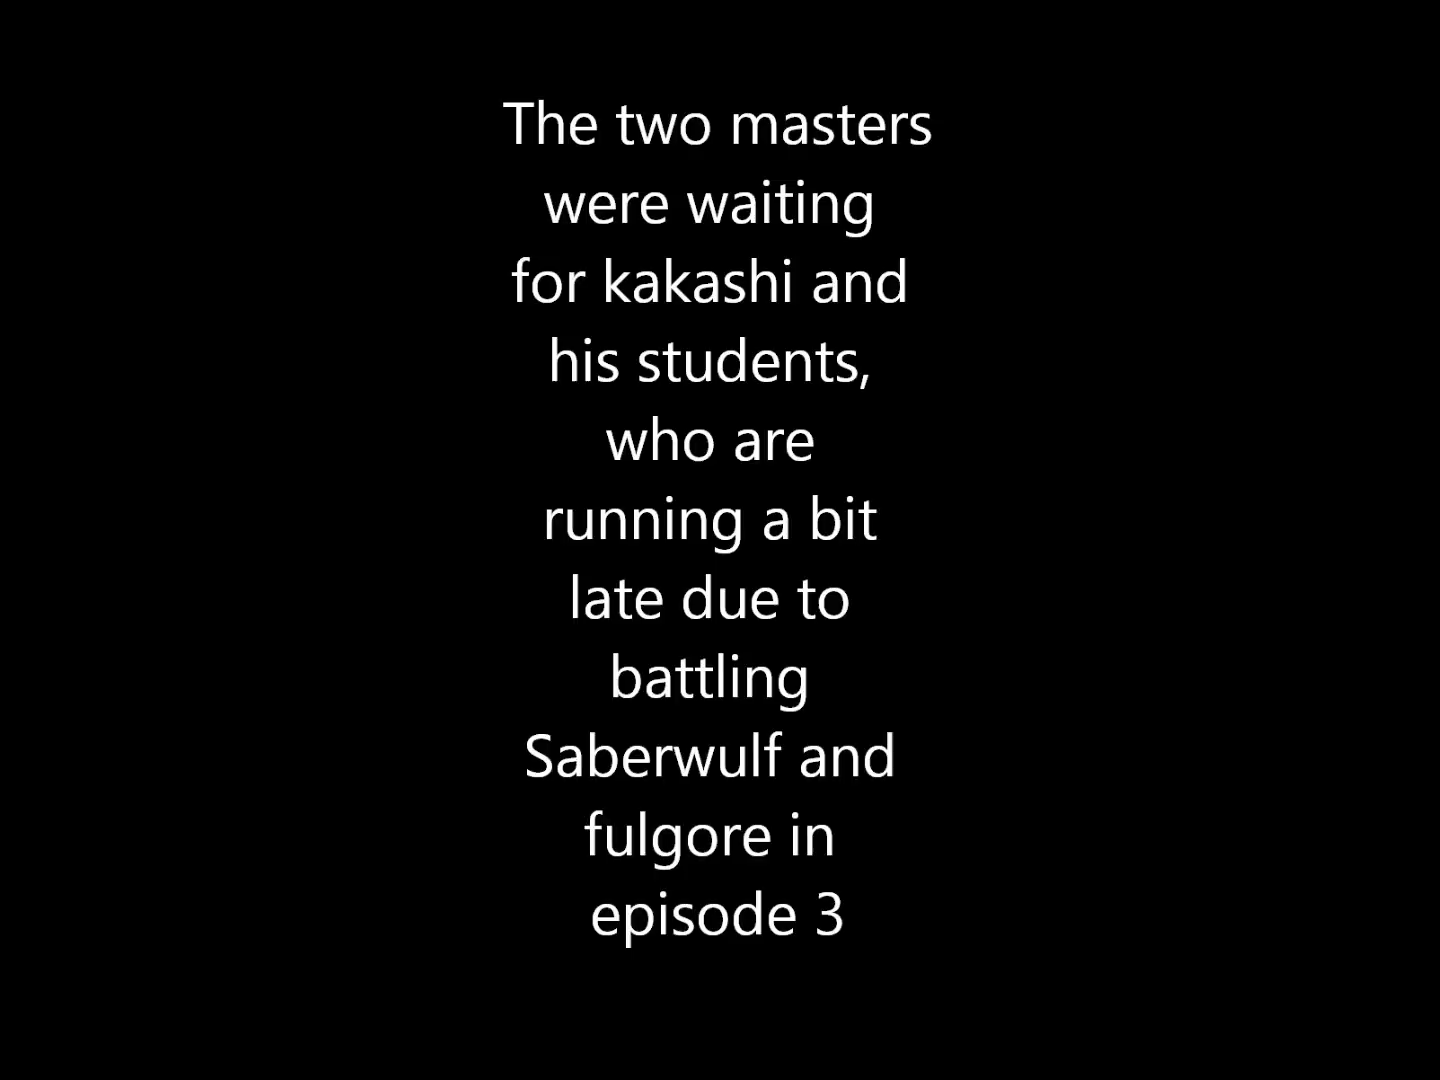 The two masters
were waiting
for kakashi and
his students,
who are
running a bit
late due to
battling
Saberwulf and
fulgore in
episode 3